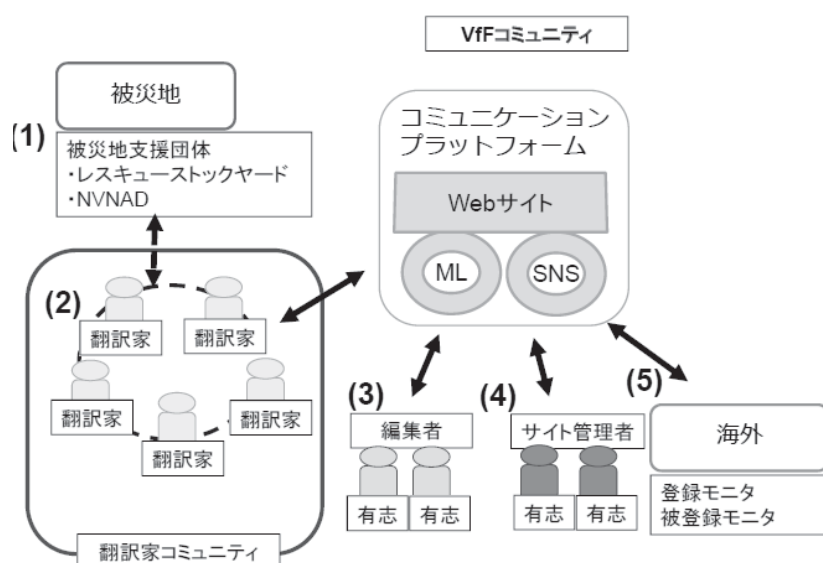 VfFコミュニティ
被災地
(1)
被災地支援団体
・レスキューストックヤード
・NVNAD
コミュニケーション
プラットフォーム
Webサイト
ML
SNS
(2)
翻訳家
翻訳家
翻訳家
翻訳家
翻訳家
翻訳家コミュニティ
(3)
編集者
有志
有志
(4)
サイト管理者
有志
有志
(5)
海外
登録モニタ
被登録モニタ